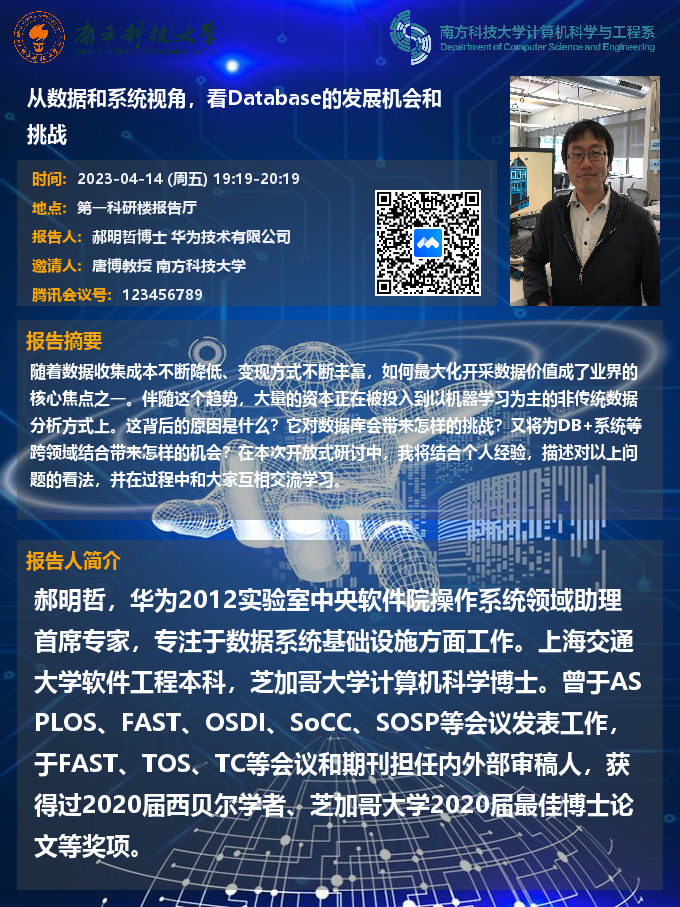 南方科技大学
南方科技大学计算机科学与工程系
Department of Computer Science and Engineering
从数据和系统视角，看Database的发展机会和
挑战
时间：2023-04-14 (周五) 19:19-20:19
地点：第一科研楼报告厅
报告人：郝明哲博士 华为技术有限公司
邀请人：唐博教授 南方科技大学
腾讯会议号：123456789
报告摘要
随着数据收集成本不断降低、变现方式不断丰富，如何最大化开采数据价值成了业界的
核心焦点之一。伴随这个趋势，大量的资本正在被投入到以机器学习为主的非传统数据
分析方式上。这背后的原因是什么？它对数据库会带来怎样的挑战？又将为DB+系统等
跨领域结合带来怎样的机会？在本次开放式研讨中，我将结合个人经验，描述对以上问
题的看法，并在过程中和大家互相交流学习。
报告人简介
郝明哲，华为2012实验室中央软件院操作系统领域助理
首席专家，专注于数据系统基础设施方面工作。上海交通
大学软件工程本科，芝加哥大学计算机科学博士。曾于AS
PLOS、FAST、OSDI、SoCC、SOSP等会议发表工作，
于FAST、TOS、TC等会议和期刊担任内外部审稿人，获
得过2020届西贝尔学者、芝加哥大学2020届最佳博士论
文等奖项。